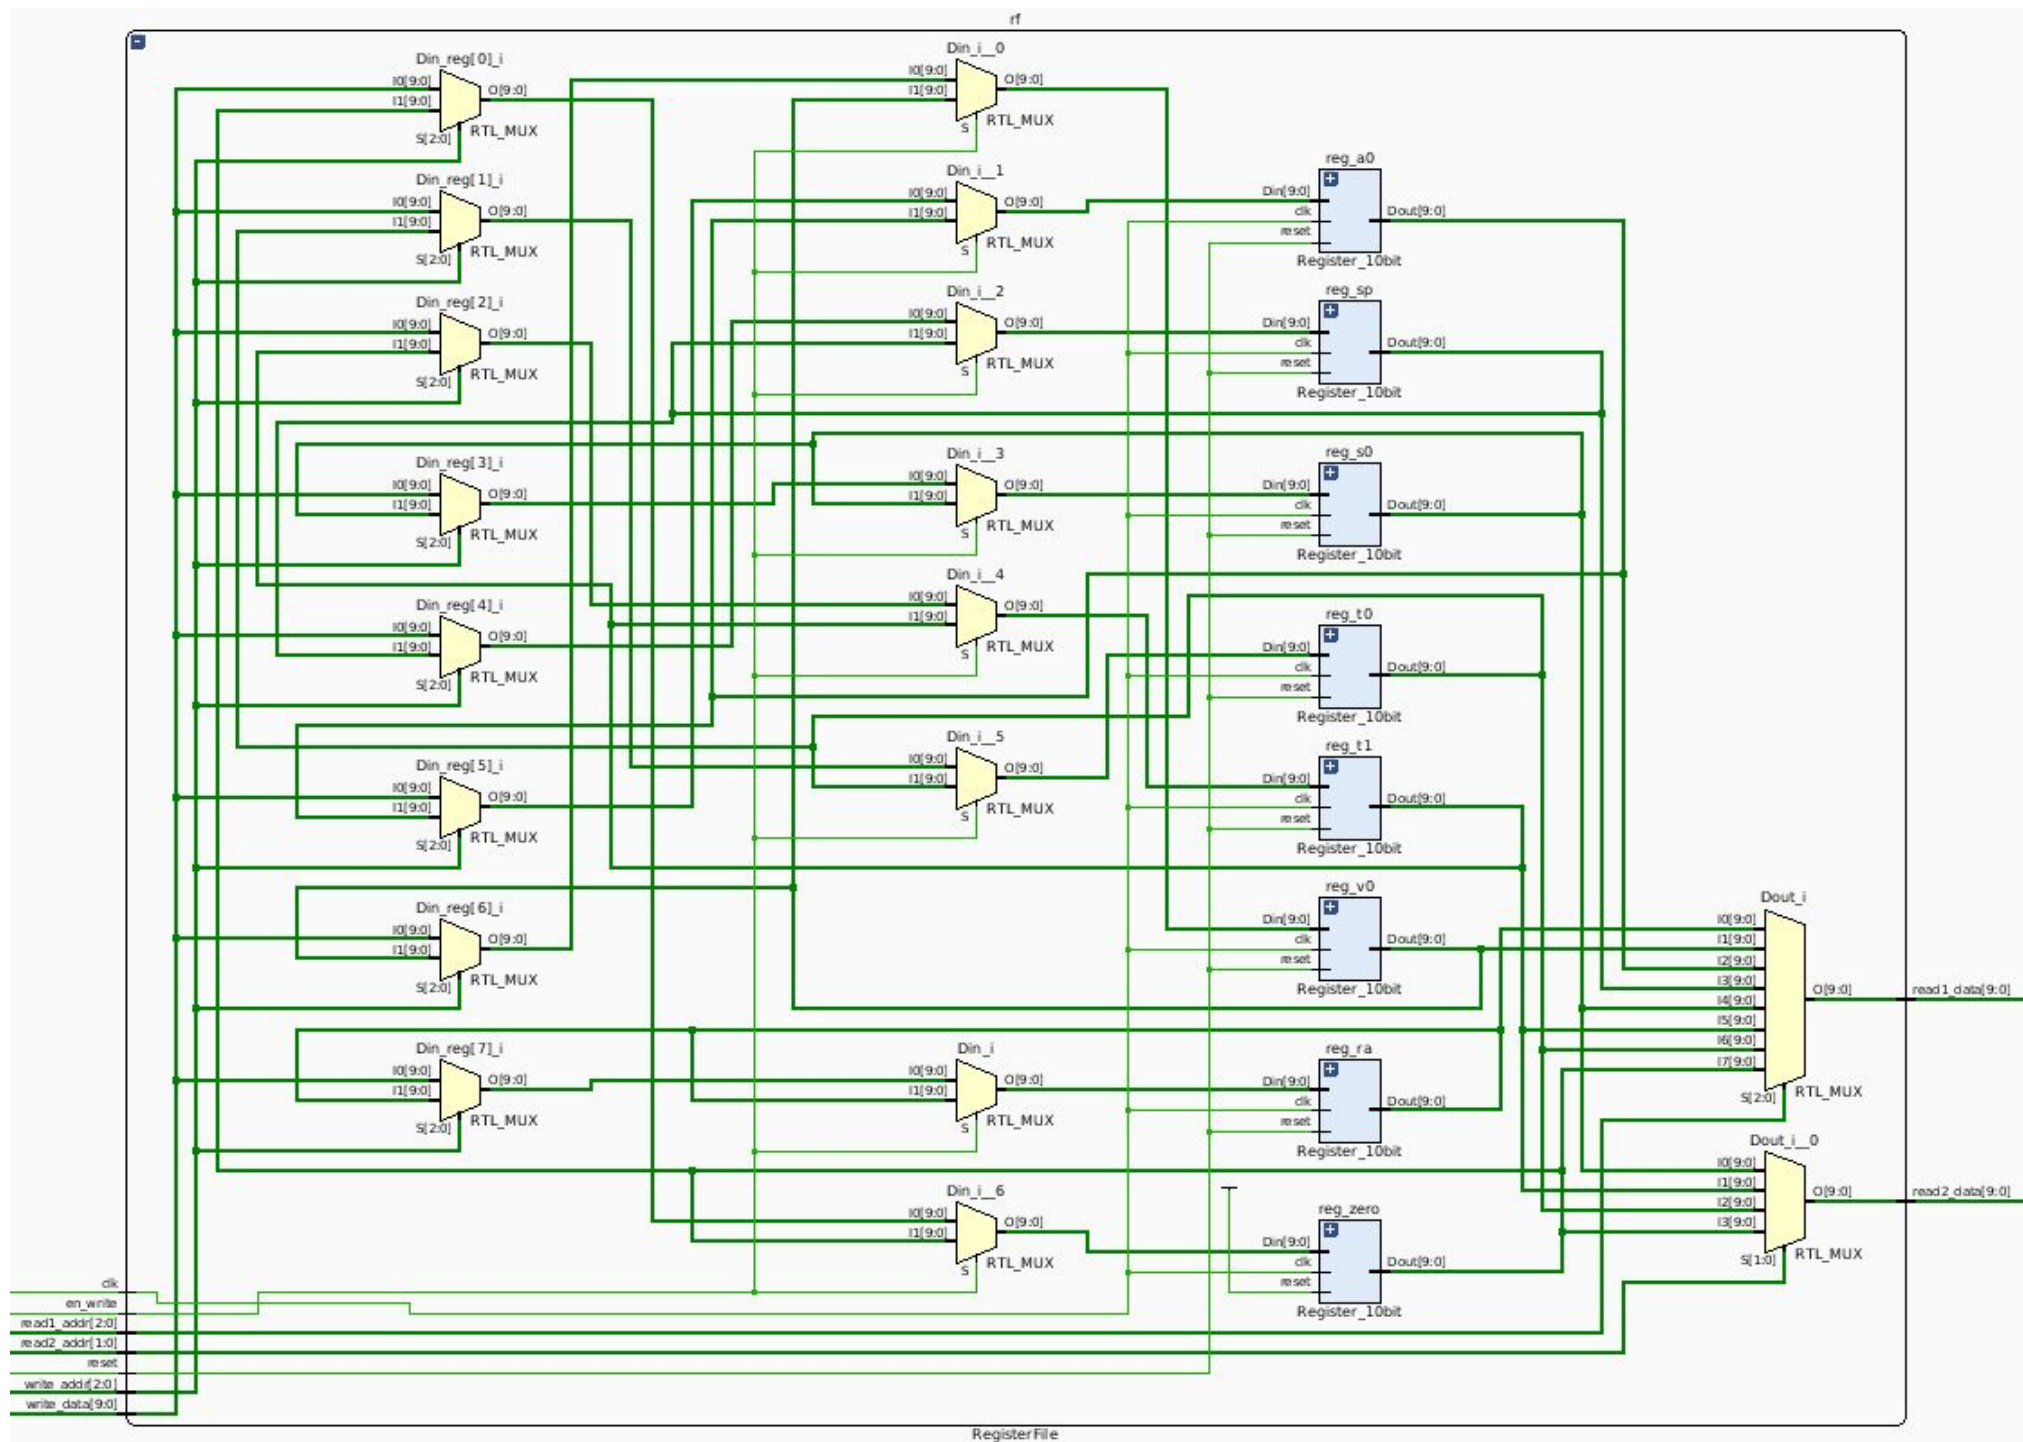 rf
Din_reg[0]_i
I0[9:0]
I1[9:0]
O[9:0]
S[2:0]
RTL_MUX
Din_reg[1]_i
I0[9:0]
I1[9:0]
O[9:0]
S[2:0]
RTL_MUX
Din_reg[2]_i
I0[9:0]
I1[9:0]
O[9:0]
S[2:0]
RTL_MUX
Din_reg[3]_i
I0[9:0]
I1[9:0]
O[9:0]
S[2:0]
RTL_MUX
Din_reg[4]_i
I0[9:0]
I1[9:0]
O[9:0]
S[2:0]
RTL_MUX
Din_reg[5]_i
I0[9:0]
I1[9:0]
O[9:0]
S[2:0]
RTL_MUX
Din_reg[6]_i
I0[9:0]
I1[9:0]
O[9:0]
S[2:0]
RTL_MUX
Din_reg[7]_i
I0[9:0]
I1[9:0]
O[9:0]
S[2:0]
RTL_MUX
Din_i__0
I0[9:0]
I1[9:0]
O[9:0]
S
RTL_MUX
Din_i__1
I0[9:0]
I1[9:0]
O[9:0]
S
RTL_MUX
Din_i__2
I0[9:0]
I1[9:0]
O[9:0]
S
RTL_MUX
Din_i__3
I0[9:0]
I1[9:0]
O[9:0]
S
RTL_MUX
Din_i__4
I0[9:0]
I1[9:0]
O[9:0]
S
RTL_MUX
Din_i__5
I0[9:0]
I1[9:0]
O[9:0]
S
RTL_MUX
Din_i
I0[9:0]
I1[9:0]
O[9:0]
S
RTL_MUX
Din_i__6
I0[9:0]
I1[9:0]
O[9:0]
S
RTL_MUX
reg_a0
Din[9:0]
clk
reset
Dout[9:0]
Register_10bit
reg_sp
Din[9:0]
clk
reset
Dout[9:0]
Register_10bit
reg_s0
Din[9:0]
clk
reset
Dout[9:0]
Register_10bit
reg_t0
Din[9:0]
clk
reset
Dout[9:0]
Register_10bit
reg_t1
Din[9:0]
clk
reset
Dout[9:0]
Register_10bit
reg_v0
Din[9:0]
clk
reset
Dout[9:0]
Register_10bit
reg_ra
Din[9:0]
clk
reset
Dout[9:0]
Register_10bit
reg_zero
Din[9:0]
clk
reset
Dout[9:0]
Register_10bit
Dout_i
I0[9:0]
I1[9:0]
I2[9:0]
I3[9:0]
I4[9:0]
I5[9:0]
I6[9:0]
I7[9:0]
O[9:0]
S[2:0]
RTL_MUX
Dout_i__0
I0[9:0]
I1[9:0]
I2[9:0]
I3[9:0]
O[9:0]
S[1:0]
RTL_MUX
read1_data[9:0]
read2_data[9:0]
clk
en_write
read1_addr[2:0]
read2_addr[1:0]
reset
write_addr[2:0]
write_data[9:0]
RegisterFile